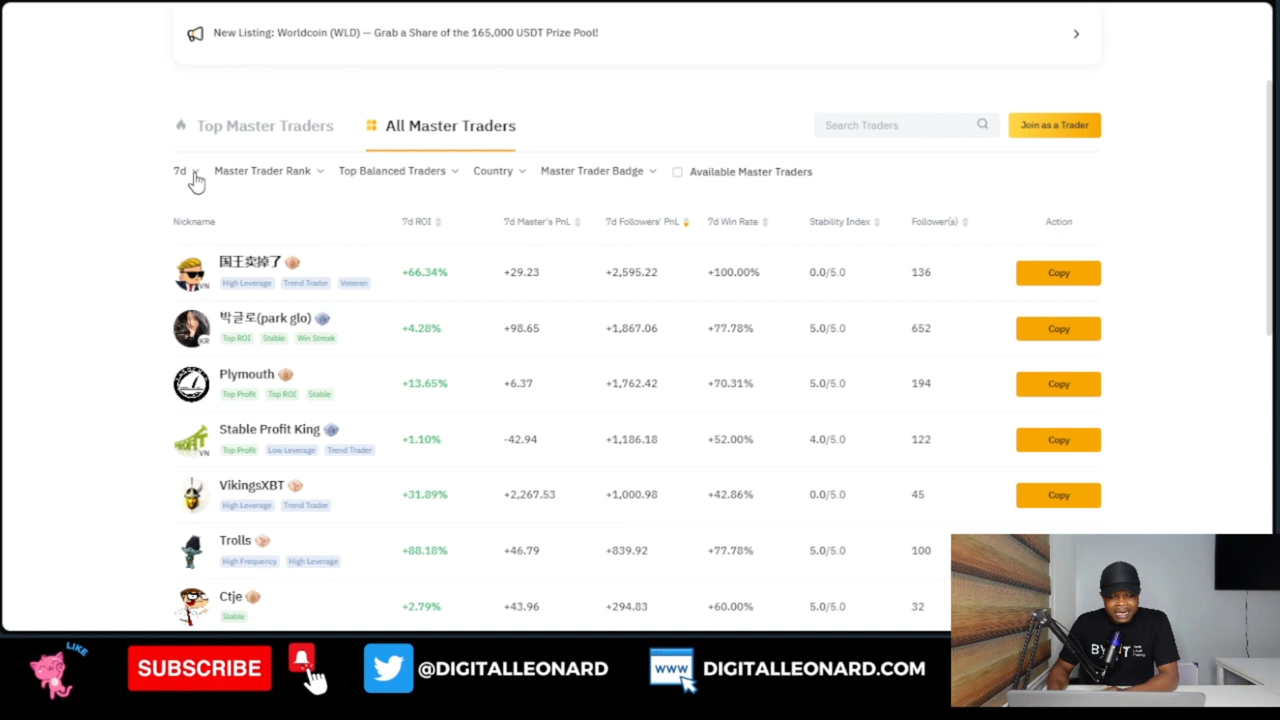 New Listing: Worldcoin (WLD) — Grab a Share of the 165,000 USDT Prize Pool!
Top Master Traders
All Master Traders
Search Traders
Join as a Trader
7d
Master Trader Rank
Top Balanced Traders
Country
Master Trader Badge
Available Master Traders
Nickname
7d ROI
7d Master's PnL
7d Followers' PnL
7d Win Rate
Stability Index
Follower(s)
Action
国王卖掉了
VN
High Leverage
Trend Trader
Veteran
+66.34%
+29.23
+2,595.22
+100.00%
0.0/5.0
136
Copy
박글로(park glo)
KR
Top ROI
Stable
Win Streak
+4.28%
+98.65
+1,867.06
+77.78%
5.0/5.0
652
Copy
Plymouth
Top Profit
Top ROI
Stable
+13.65%
+6.37
+1,762.42
+70.31%
5.0/5.0
194
Copy
Stable Profit King
VN
Top Profit
Low Leverage
Trend Trader
+1.10%
-42.94
+1,186.18
+52.00%
4.0/5.0
122
Copy
VikingsXBT
High Leverage
Trend Trader
+31.89%
+2,267.53
+1,000.98
+42.86%
0.0/5.0
45
Copy
Trolls
High Frequency
High Leverage
+88.18%
+46.79
+839.92
+77.78%
5.0/5.0
100
Ctje
Stable
+2.79%
+43.96
+294.83
+60.00%
5.0/5.0
32
LIKE
SUBSCRIBE
@DIGITALLEONARD
WWW
DIGITALLEONARD.COM